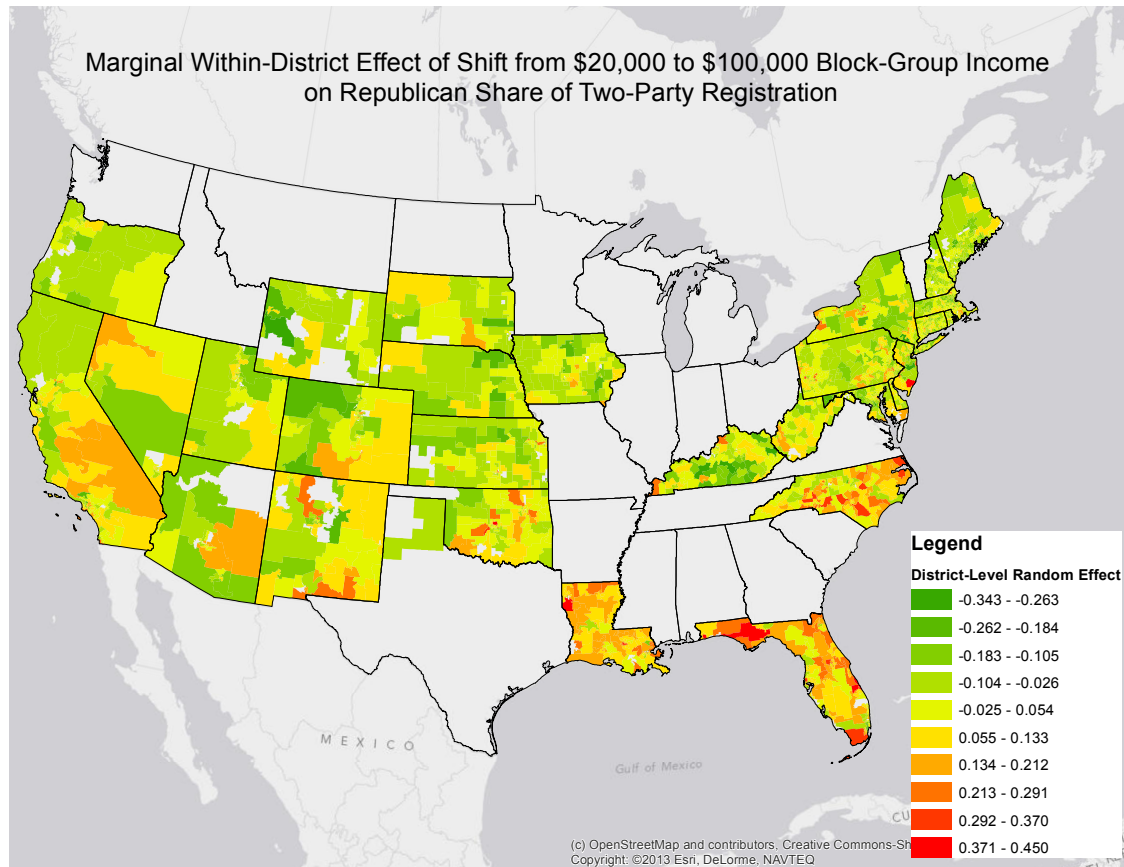 Marginal Within-District Effect of Shift from $20,000 to $100,000 Block-Group Income
on Republican Share of Two-Party Registration
Legend
District-Level Random Effect
-0.343 - -0.263
-0.262 - -0.184
-0.183 - -0.105
-0.104 - -0.026
-0.025 - 0.054
0.055 - 0.133
0.134 - 0.212
0.213 - 0.291
0.292 - 0.370
0.371 - 0.450
MEXICO
Gulf of Mexico
CU
(c) OpenStreetMap and contributors, Creative Commons-Sh
Copyright: ©2013 Esri, DeLorme, NAVTEQ